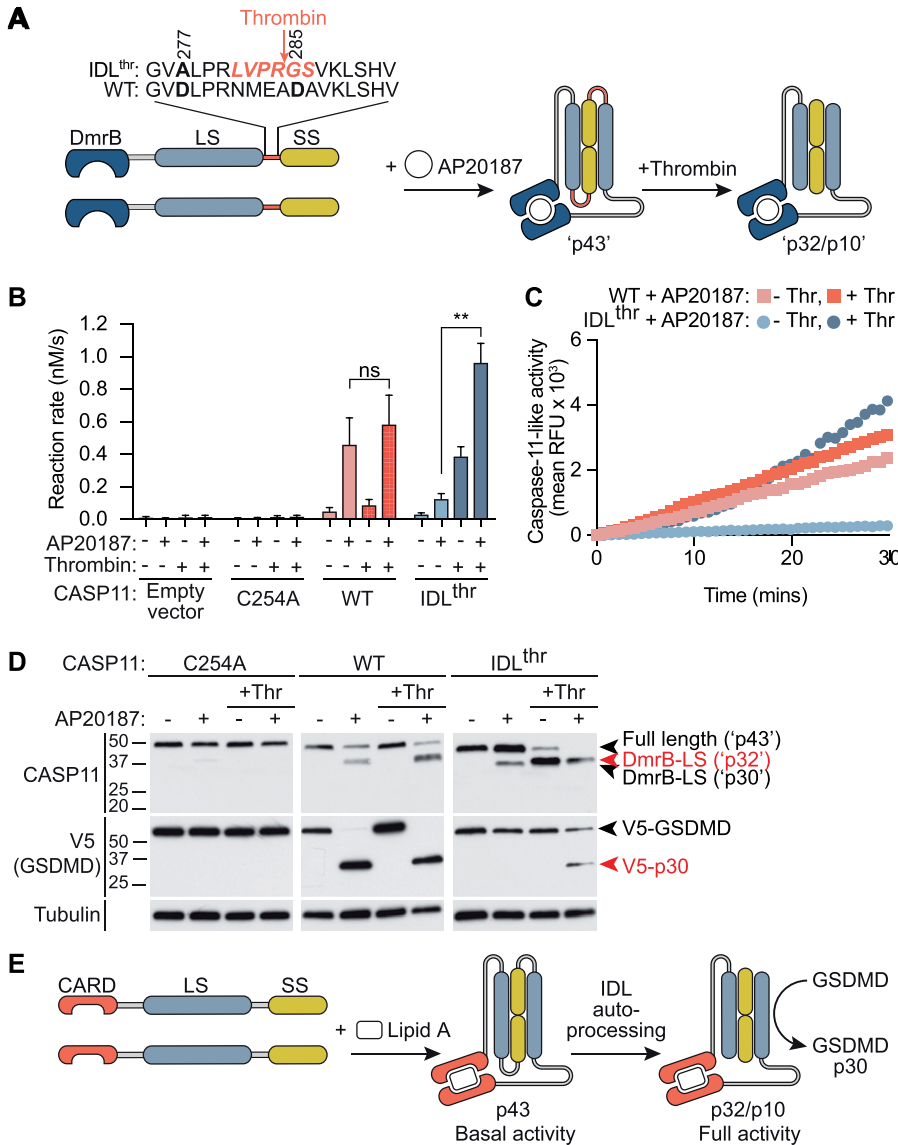 A
Thrombin
277
285
IDLthr: GVALPRLVPRGSVKLSHV
WT: GVDLPRNMEADAVKLSHV
DmrB LS SS
+ AP20187
+Thrombin
'p43'
'p32/p10'
B
Reaction rate (nM/s)
1.2
1.0
0.8
0.6
0.4
0.2
0.0
ns
**
AP20187: - + - + - + - + - + - + - + - +
Thrombin: - - + + - - + + - - + + - - + +
CASP11: Empty vector C254A WT IDLthr
C
WT + AP20187: - Thr, + Thr
IDLthr + AP20187: - Thr, + Thr
Caspase-11-like activity
(mean RFU x 10³)
6
4
2
0
0 10 20 30
Time (mins)
D
CASP11: C254A WT IDLthr
+Thr +Thr +Thr
AP20187: - + - + - + - + - + - +
CASP11
50
37
25
20
Full length ('p43')
DmrB-LS ('p32')
DmrB-LS ('p30')
V5
(GSDMD)
50
37
25
V5-GSDMD
V5-p30
Tubulin
E
CARD LS SS
+ Lipid A
p43
Basal activity
IDL
auto-
processing
p32/p10
Full activity
GSDMD
GSDMD
p30